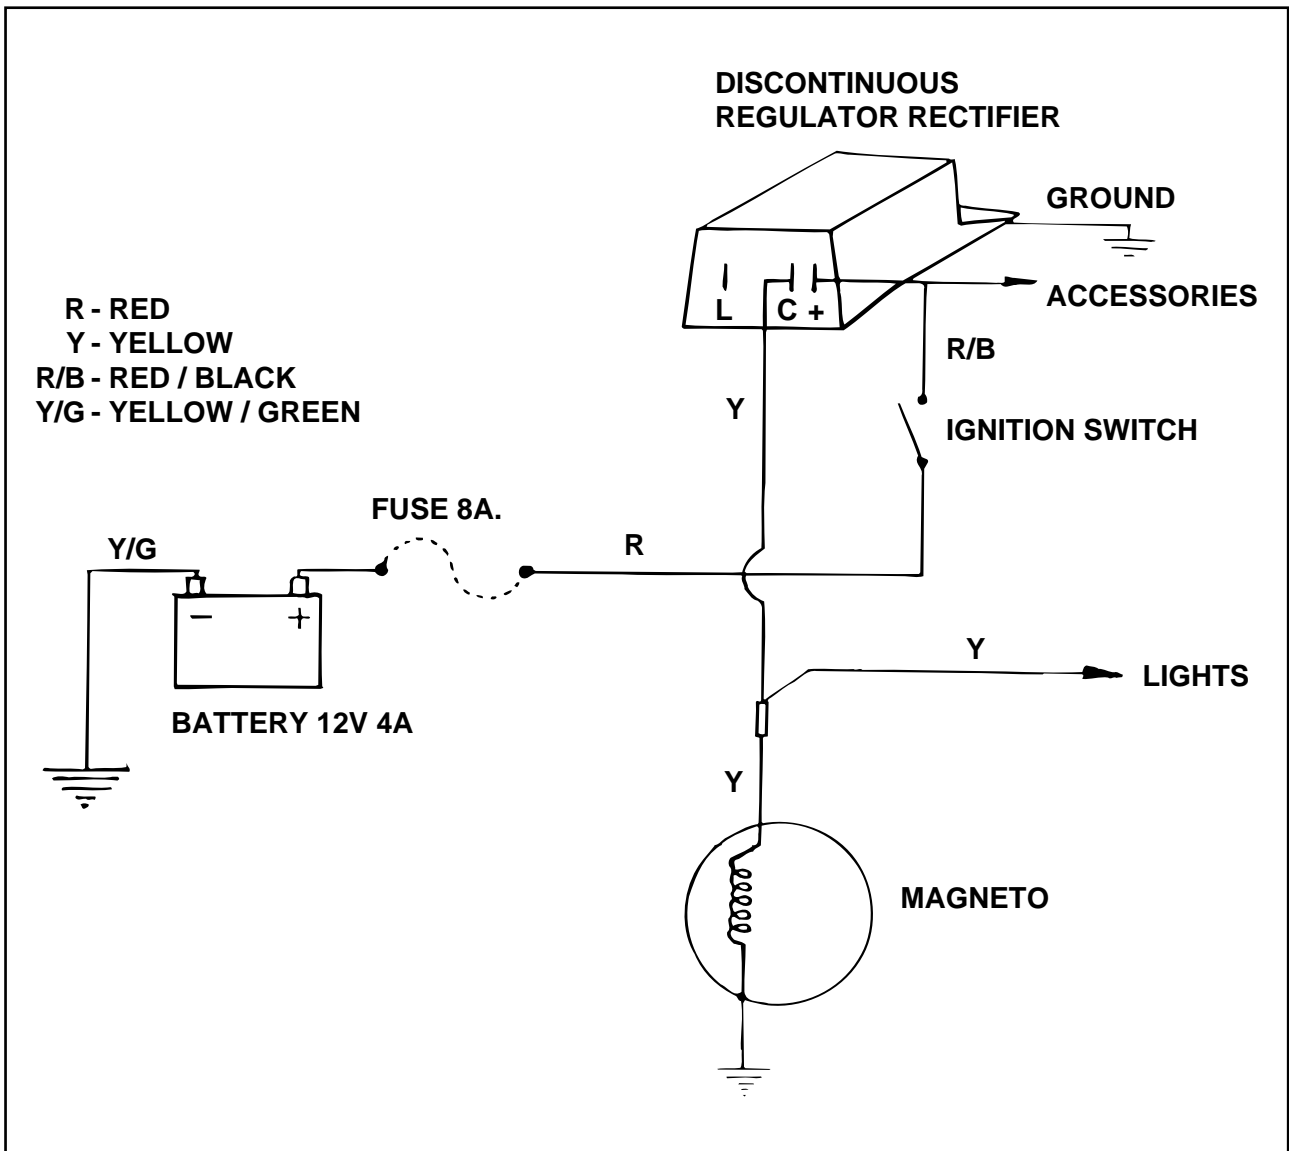 DISCONTINUOUS
REGULATOR RECTIFIER
GROUND
L C +
ACCESSORIES
R - RED
Y - YELLOW
R/B - RED / BLACK
Y/G - YELLOW / GREEN
R/B
Y
IGNITION SWITCH
FUSE 8A.
Y/G
R
- +
Y
LIGHTS
BATTERY 12V 4A
Y
MAGNETO